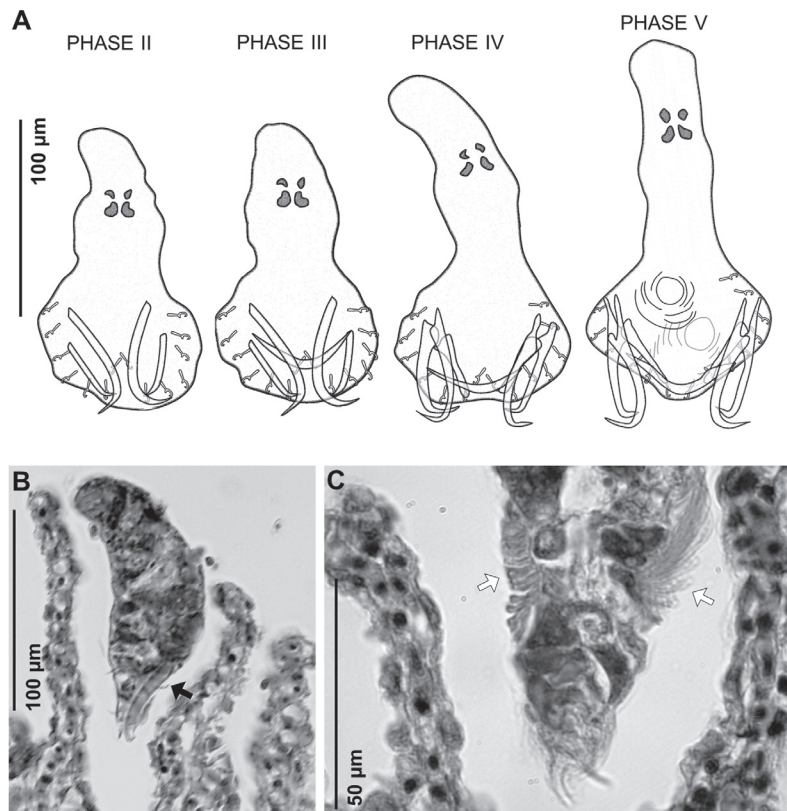 A
PHASE II
PHASE III
PHASE IV
PHASE V
100 µm
B
100 µm
C
50 µm